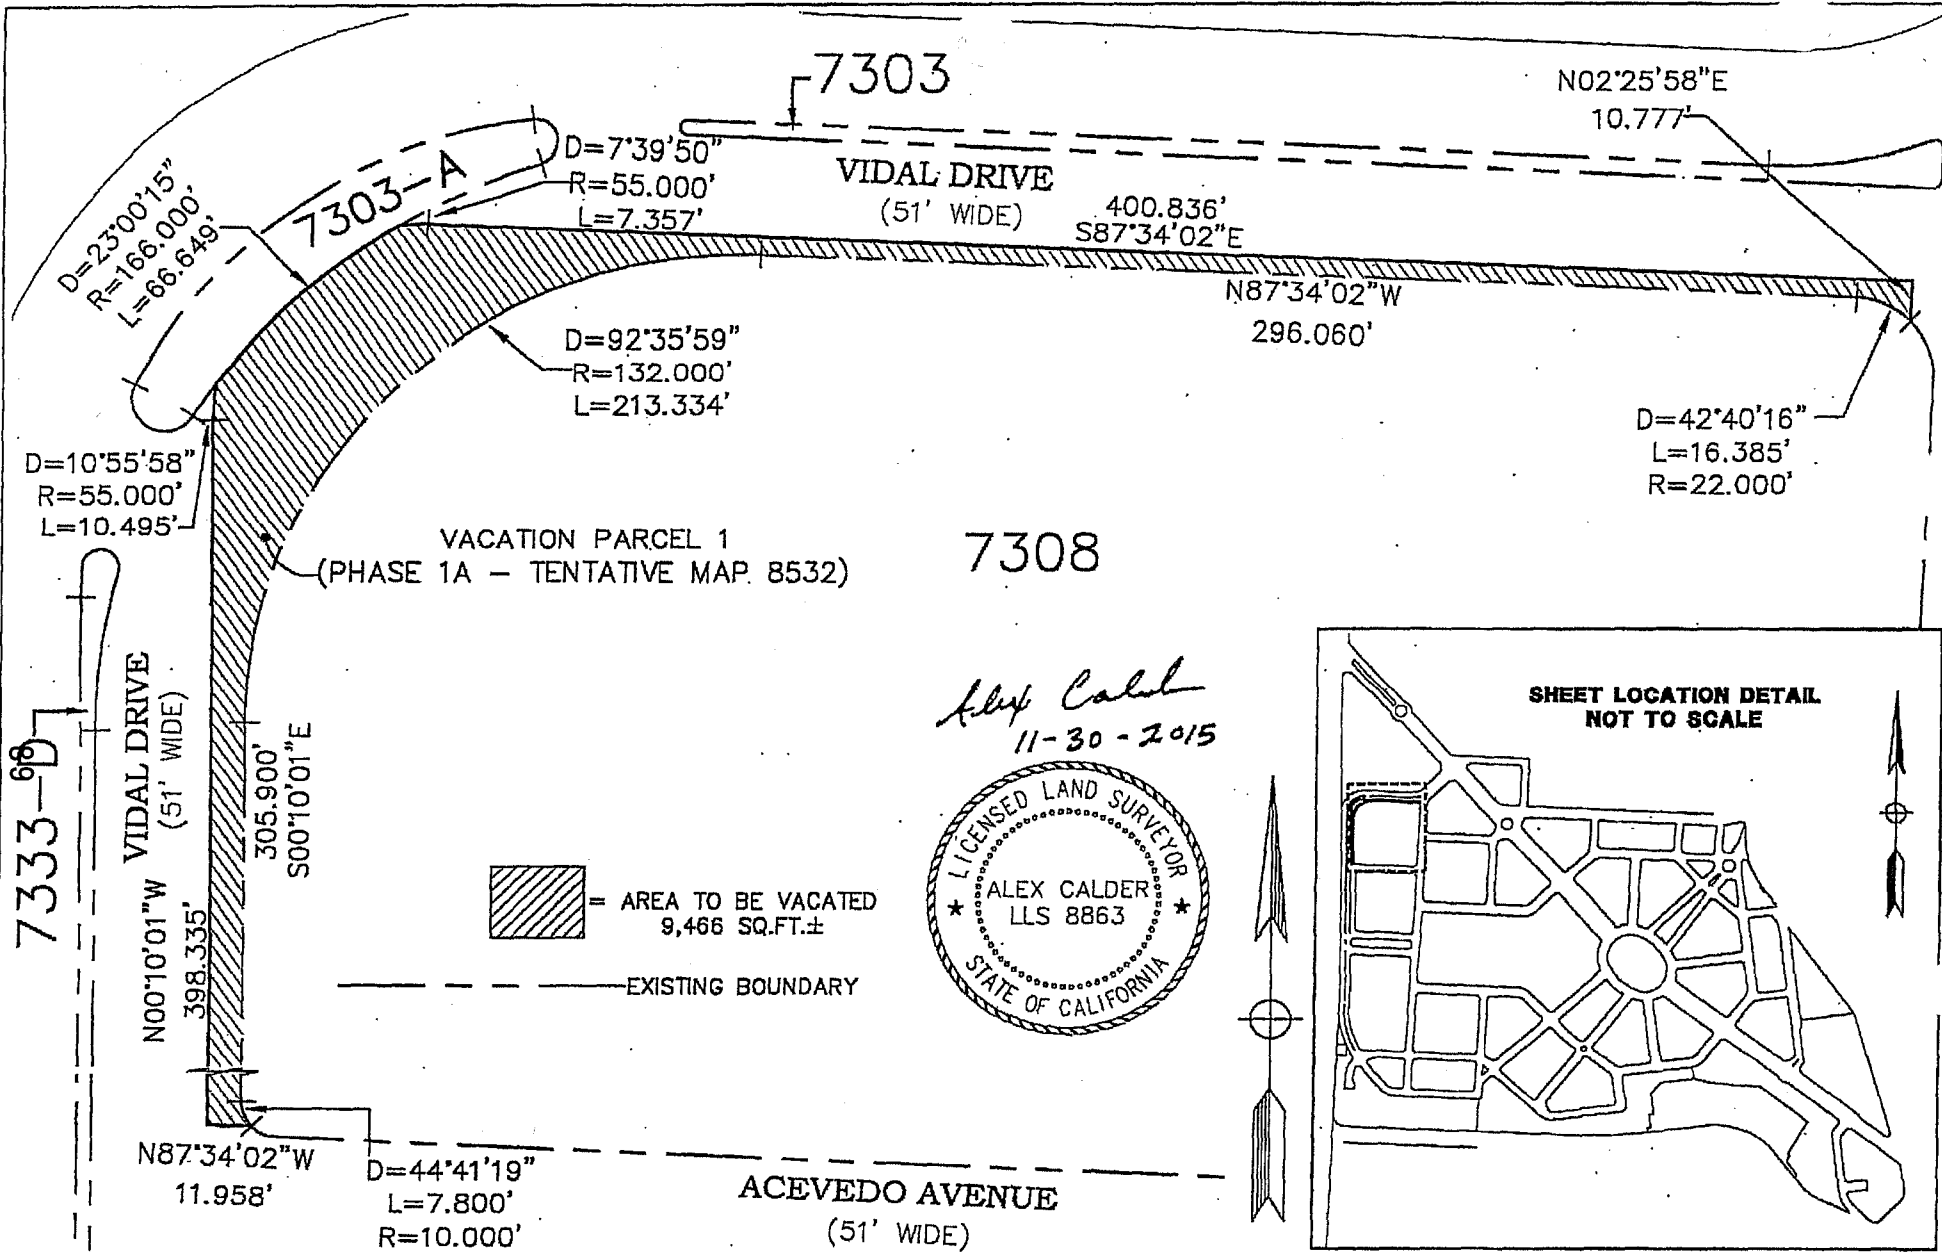 7303
N02°25'58"E
10.777'
D=7°39'50"
R=55.000'
L=7.357'
VIDAL DRIVE
(51' WIDE)
400.836'
S87°34'02"E
7303-A
D=23°00'15"
R=166.000'
L=66.649'
N87°34'02"W
296.060'
D=92°35'59"
R=132.000'
L=213.334'
D=42°40'16"
L=16.385'
R=22.000'
D=10°55'58"
R=55.000'
L=10.495'
VACATION PARCEL 1
(PHASE 1A - TENTATIVE MAP. 8532)
7308
7333-D
68
VIDAL DRIVE
(51' WIDE)
305.900'
S00°10'01"E
N00°10'01"W
398.335'
Alex Calder
11-30-2015
LICENSED LAND SURVEYOR
ALEX CALDER
LLS 8863
STATE OF CALIFORNIA
= AREA TO BE VACATED
9,466 SQ.FT.±
EXISTING BOUNDARY
SHEET LOCATION DETAIL
NOT TO SCALE
N87°34'02"W
11.958'
D=44°41'19"
L=7.800'
R=10.000'
ACEVEDO AVENUE
(51' WIDE)